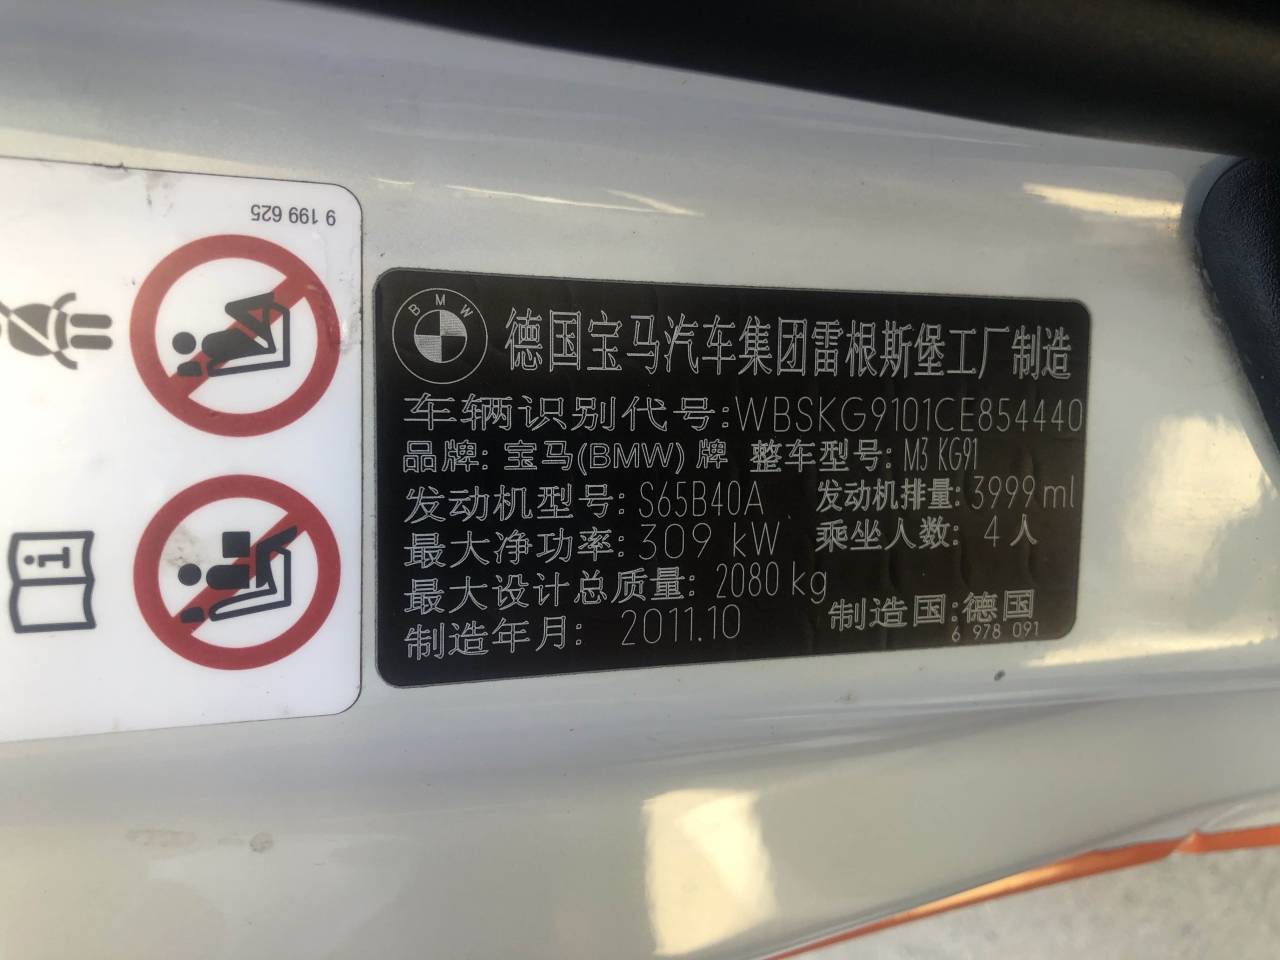 9 199 625
BMW
德国宝马汽车集团雷根斯堡工厂制造
车辆识别代号:WBSKG9101CE854440
品牌: 宝马(BMW) 牌 整车型号: M3 KG91
发动机型号: S65B40A 发动机排量: 3999ml
最大净功率: 309 kW 乘坐人数: 4人
最大设计总质量: 2080kg
制造年月: 2011.10 制造国:德国
6 978 091